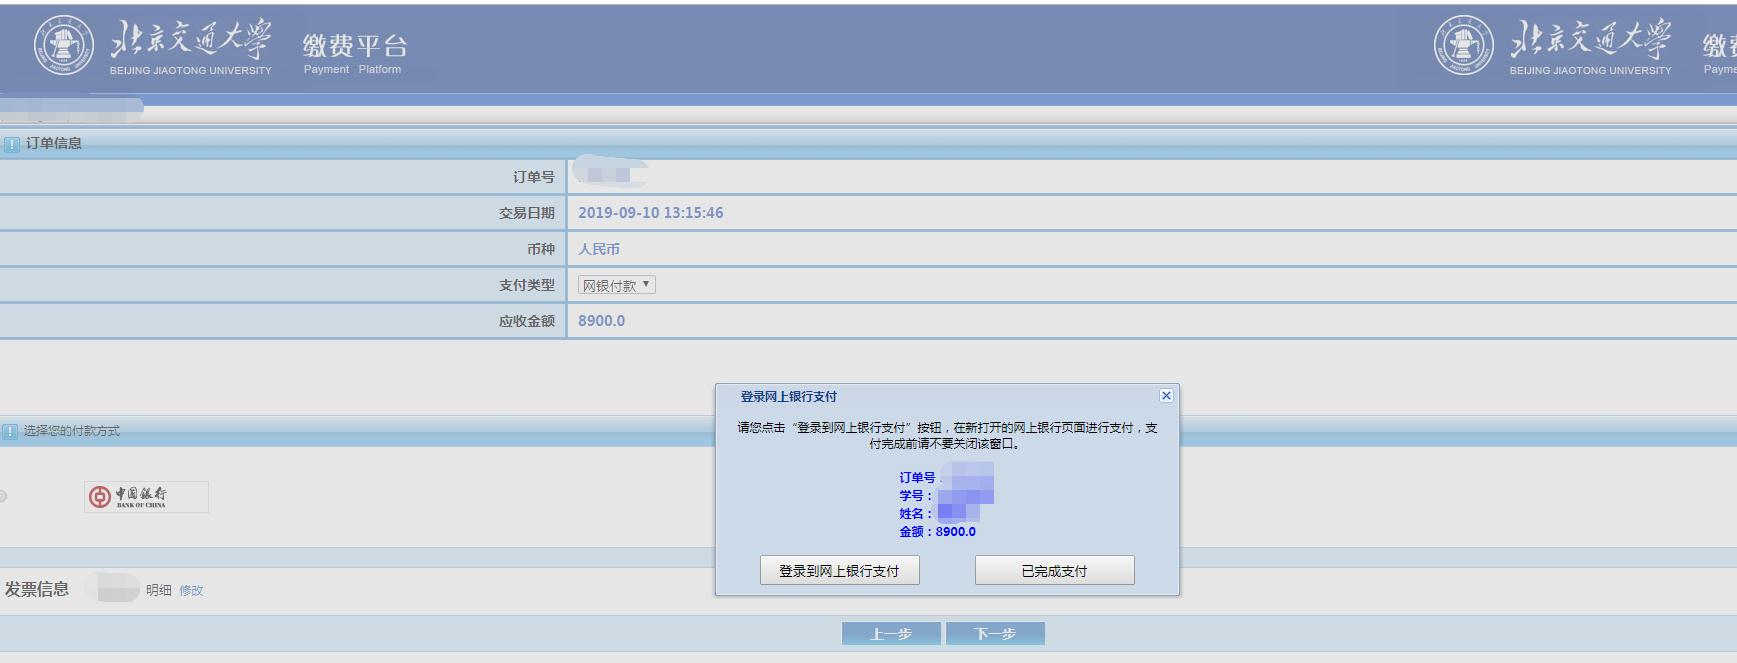 北京交通大学
BEIJING JIAOTONG UNIVERSITY
缴费平台
Payment Platform
北京交通大学
BEIJING JIAOTONG UNIVERSITY
缴费
Payme
订单信息
订单号
交易日期 2019-09-10 13:15:46
币种 人民币
支付类型 网银付款
应收金额 8900.0
选择您的付款方式
中国银行
BANK OF CHINA
登录网上银行支付
请您点击“登录到网上银行支付”按钮，在新打开的网上银行页面进行支付，支
付完成前请不要关闭该窗口。
订单号
学号：
姓名：
金额：8900.0
登录到网上银行支付 已完成支付
发票信息 明细 修改
上一步 下一步